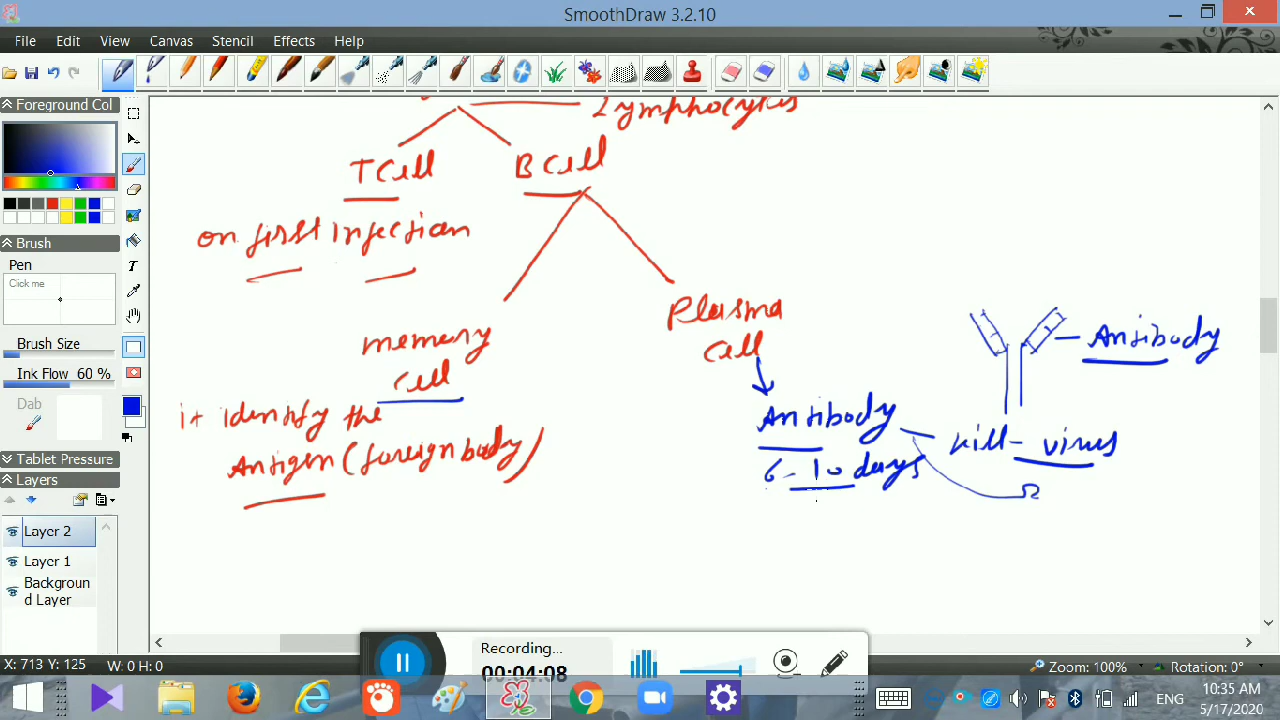 SmoothDraw 3.2.10
File Edit View Canvas Stencil Effects Help
Foreground Col
Brush
Pen
Click me
Brush Size
Ink Flow 60 %
Dab
Tablet Pressure
Layers
Layer 2
Layer 1
Backgroun
d Layer
Lymphocytes
T Cell
B Cell
on first Infection
memory
cell
Plasma
Cell
it identify the
Antigen (foreign body)
Antibody
6-10 days
Kill - virus
Antibody
Recording...
00:04:08
X: 713 Y: 125
W: 0 H: 0
Zoom: 100%
Rotation: 0°
ENG
10:35 AM
5/17/2020